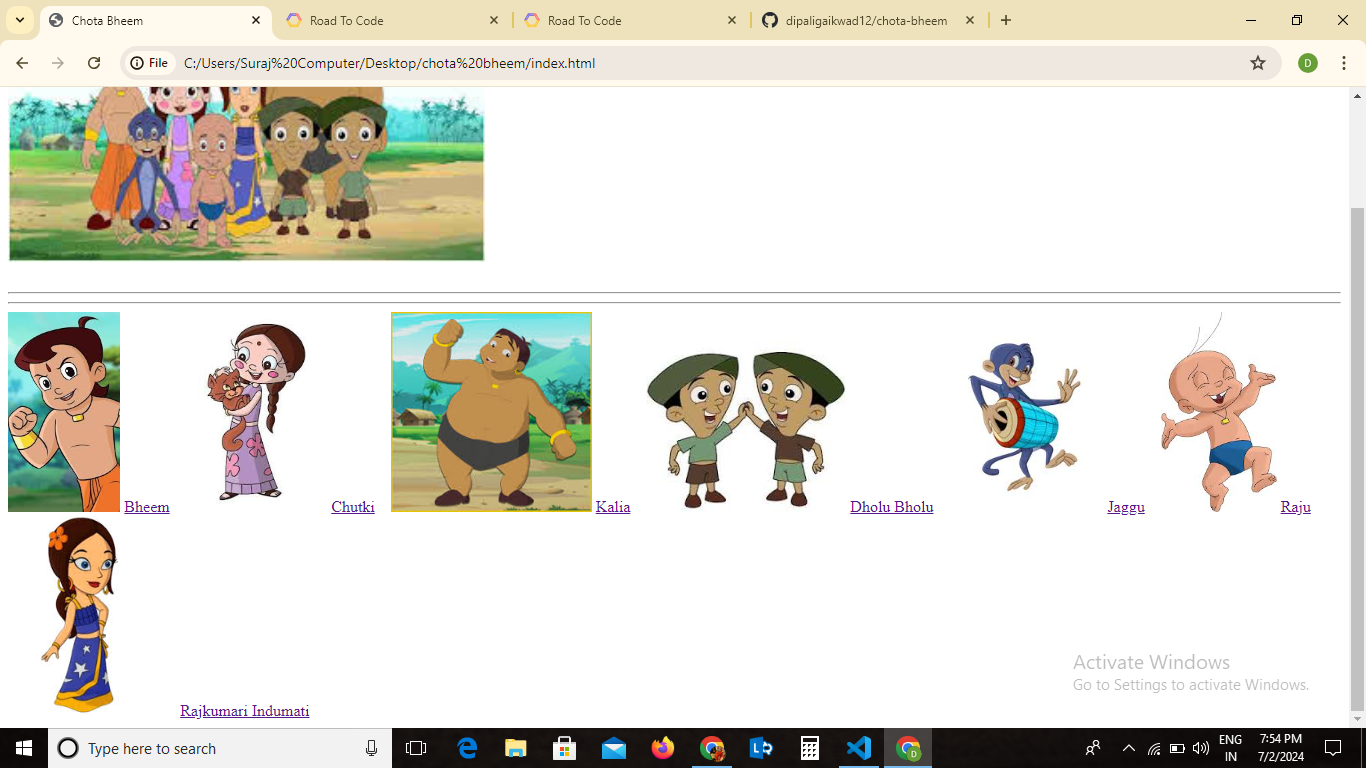 Chota Bheem
Road To Code
Road To Code
dipaligaikwad12/chota-bheem
File
C:/Users/Suraj%20Computer/Desktop/chota%20bheem/index.html
D
Bheem
Chutki
Kalia
Dholu Bholu
Jaggu
Raju
Rajkumari Indumati
Activate Windows
Go to Settings to activate Windows.
Type here to search
D
ENG
IN
7:54 PM
7/2/2024